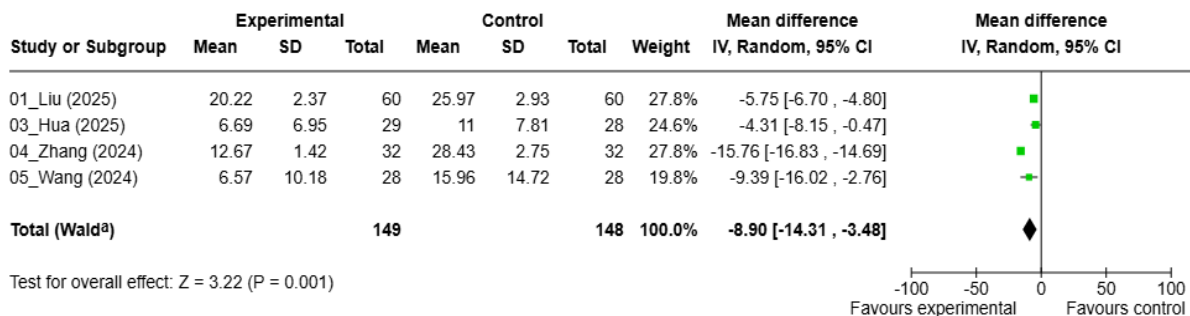 Experimental Control Mean difference Mean difference
Study or Subgroup Mean SD Total Mean SD Total Weight IV, Random, 95% CI IV, Random, 95% CI
01_Liu (2025) 20.22 2.37 60 25.97 2.93 60 27.8% -5.75 [-6.70 , -4.80]
03_Hua (2025) 6.69 6.95 29 11 7.81 28 24.6% -4.31 [-8.15 , -0.47]
04_Zhang (2024) 12.67 1.42 32 28.43 2.75 32 27.8% -15.76 [-16.83 , -14.69]
05_Wang (2024) 6.57 10.18 28 15.96 14.72 28 19.8% -9.39 [-16.02 , -2.76]
Total (Waldᵃ) 149 148 100.0% -8.90 [-14.31 , -3.48]
Test for overall effect: Z = 3.22 (P = 0.001)
-100 -50 0 50 100
Favours experimental Favours control